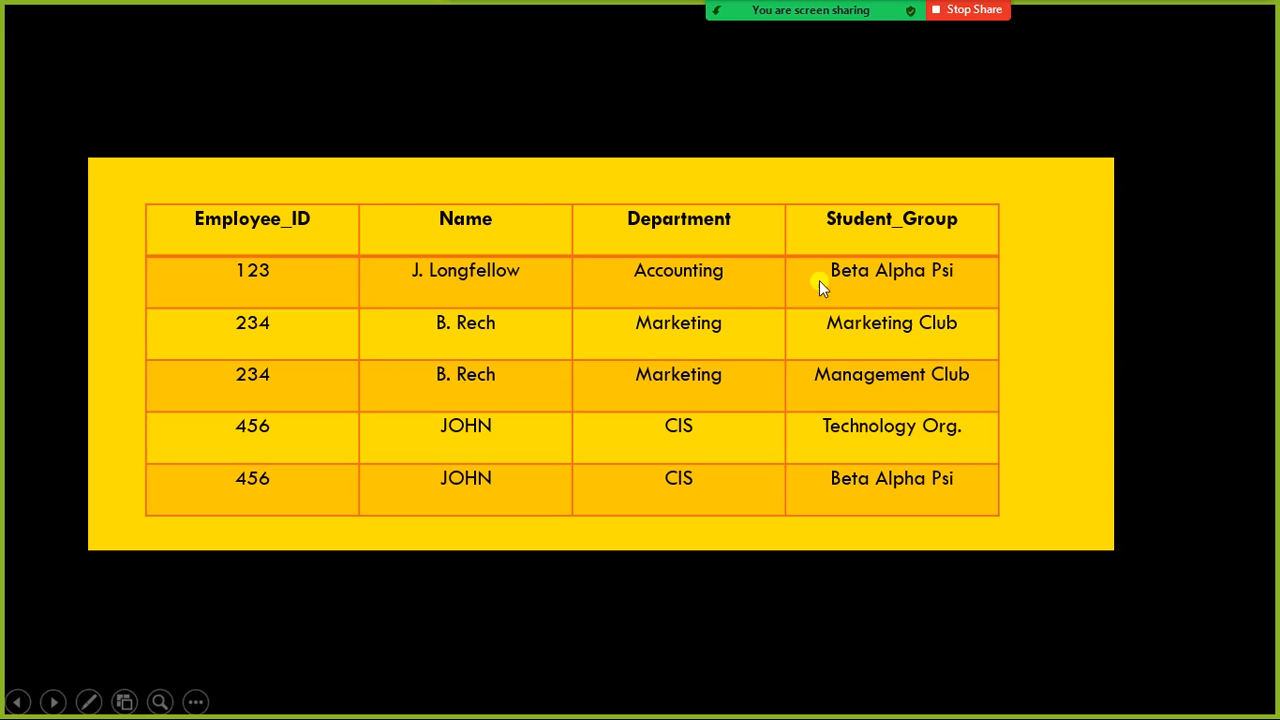 You are screen sharing Stop Share
Employee_ID Name Department Student_Group
123 J. Longfellow Accounting Beta Alpha Psi
234 B. Rech Marketing Marketing Club
234 B. Rech Marketing Management Club
456 JOHN CIS Technology Org.
456 JOHN CIS Beta Alpha Psi